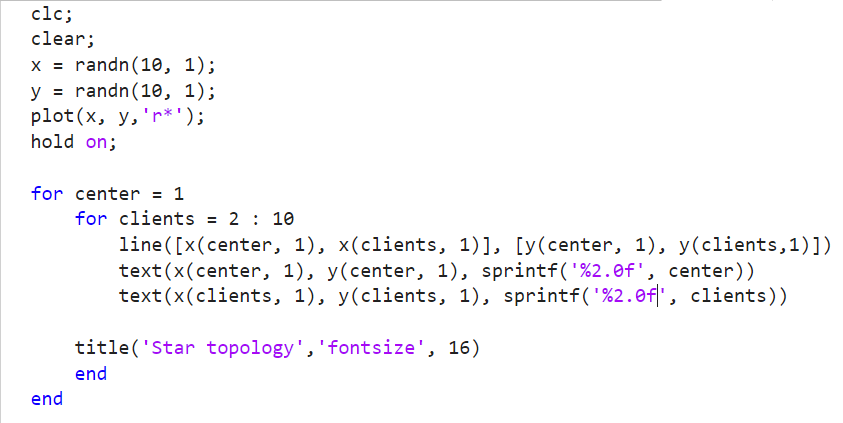 clc;
clear;
x = randn(10, 1);
y = randn(10, 1);
plot(x, y,'r*');
hold on;
for center = 1
for clients = 2 : 10
line([x(center, 1), x(clients, 1)], [y(center, 1), y(clients,1)])
text(x(center, 1), y(center, 1), sprintf('%2.0f', center))
text(x(clients, 1), y(clients, 1), sprintf('%2.0f', clients))
title('Star topology','fontsize', 16)
end
end